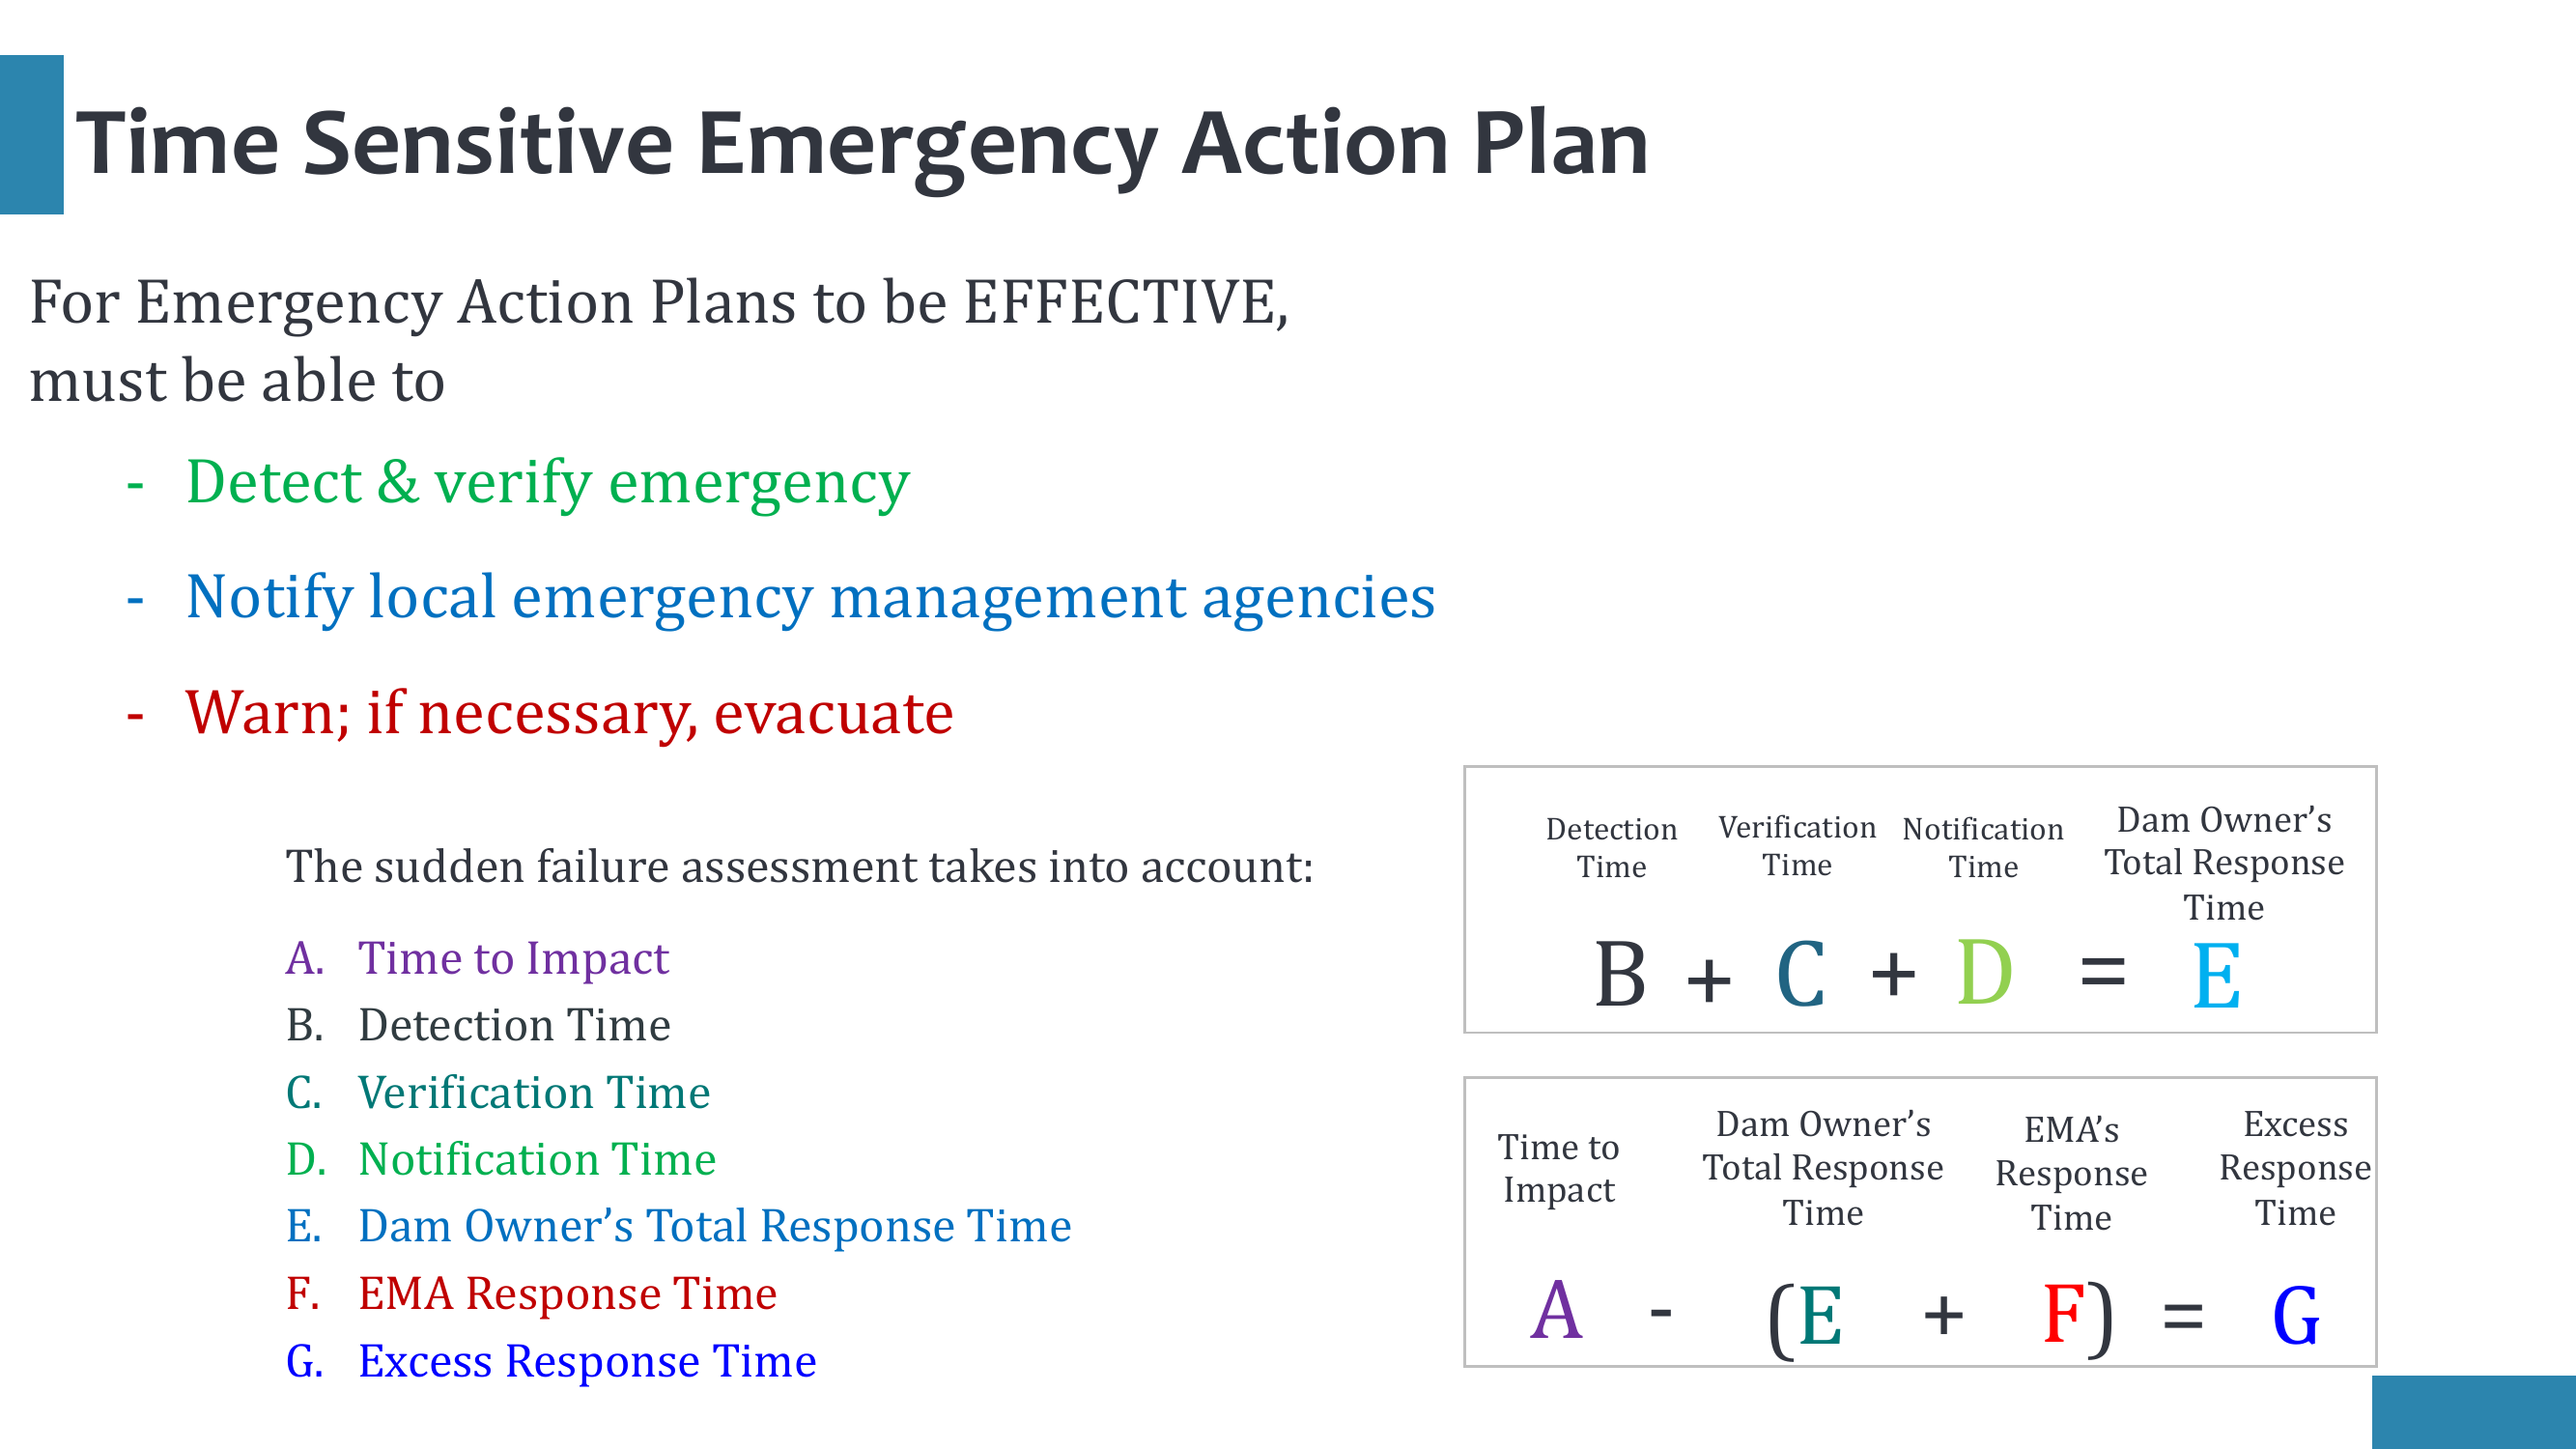 Time Sensitive Emergency Action Plan
For Emergency Action Plans to be EFFECTIVE,
must be able to
- Detect & verify emergency
- Notify local emergency management agencies
- Warn; if necessary, evacuate
The sudden failure assessment takes into account:
A. Time to Impact
B. Detection Time
C. Verification Time
D. Notification Time
E. Dam Owner’s Total Response Time
F. EMA Response Time
G. Excess Response Time
Detection
Time
Verification
Time
Notification
Time
Dam Owner’s
Total Response
Time
B + C + D = E
Time to
Impact
Dam Owner’s
Total Response
Time
EMA’s
Response
Time
Excess
Response
Time
A - (E + F) = G